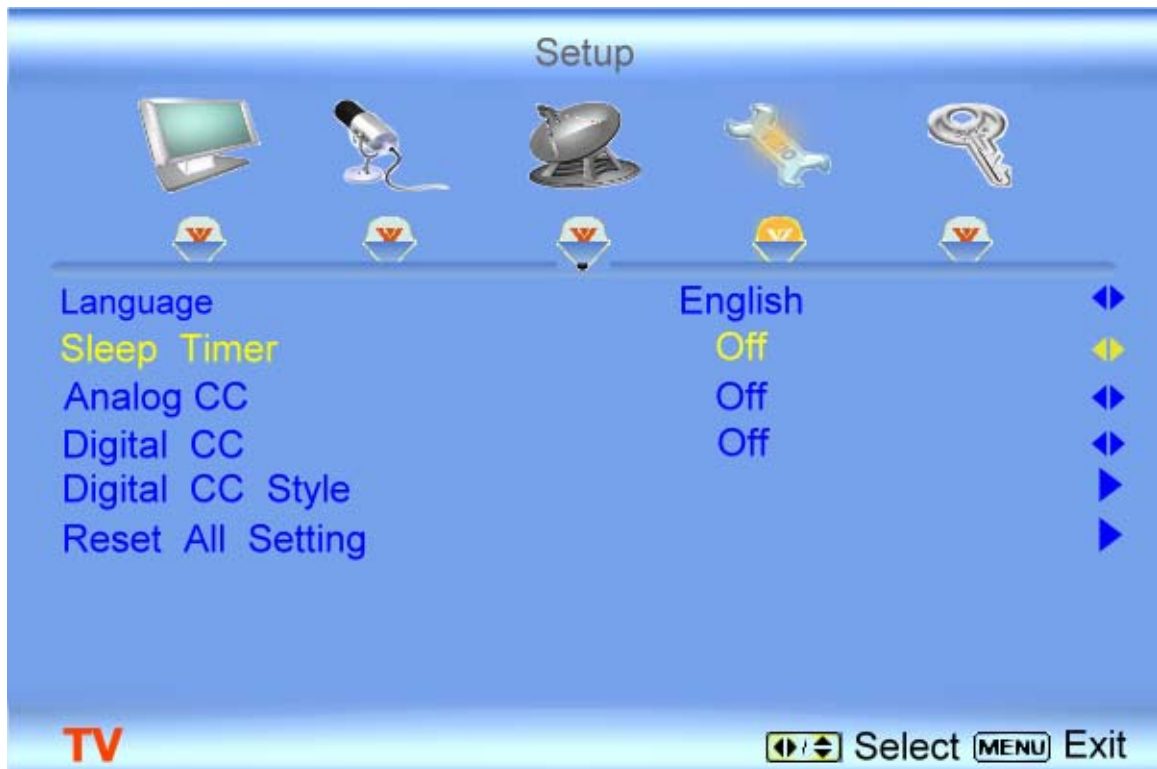 Setup
Language English
Sleep Timer Off
Analog CC Off
Digital CC Off
Digital CC Style
Reset All Setting
TV Select MENU Exit